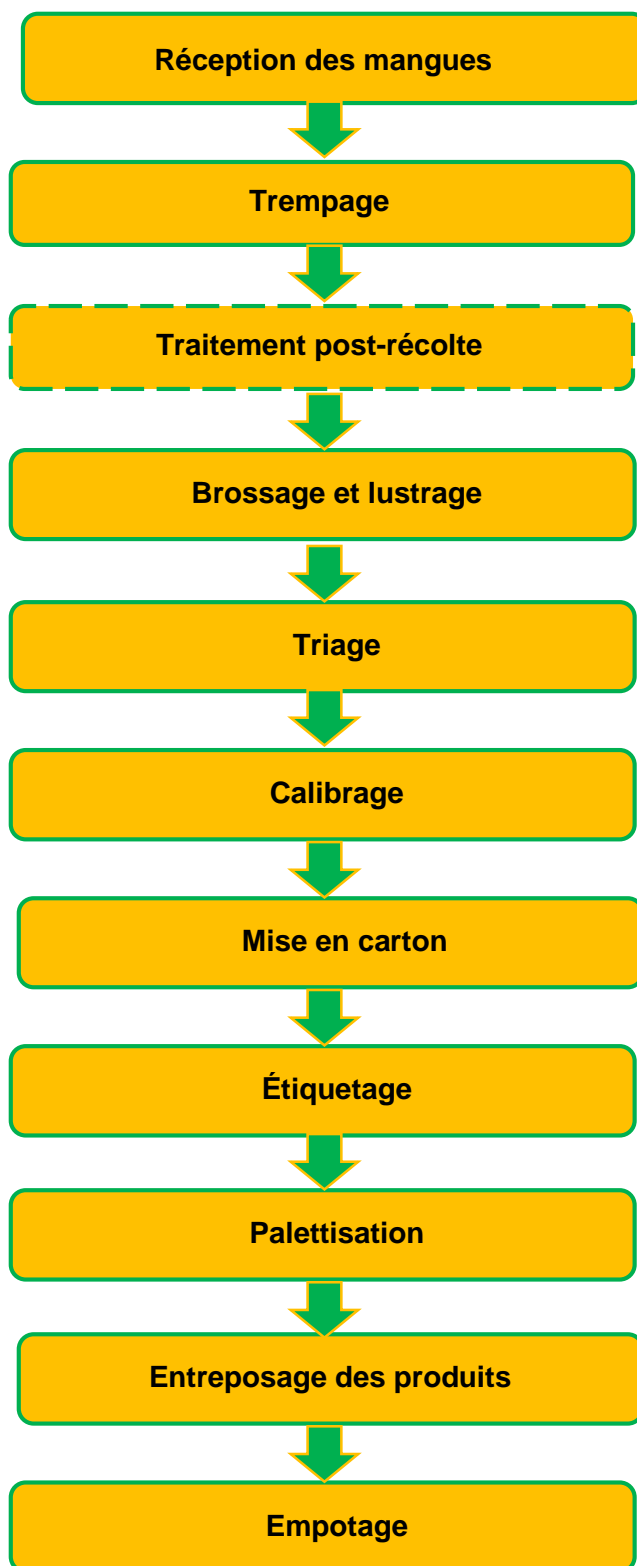 Réception des mangues
Trempage
Traitement post-récolte
Brossage et lustrage
Triage
Calibrage
Mise en carton
Étiquetage
Palettisation
Entreposage des produits
Empotage